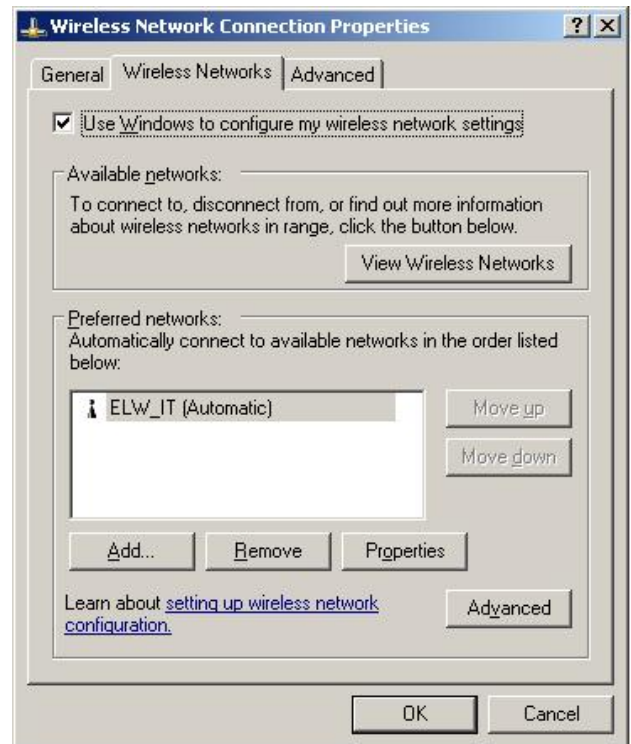 Wireless Network Connection Properties
General Wireless Networks Advanced
Use Windows to configure my wireless network settings
Available networks:
To connect to, disconnect from, or find out more information
about wireless networks in range, click the button below.
View Wireless Networks
Preferred networks:
Automatically connect to available networks in the order listed
below:
ELW_IT (Automatic)
Move up
Move down
Add... Remove Properties
Learn about setting up wireless network
configuration.
Advanced
OK Cancel